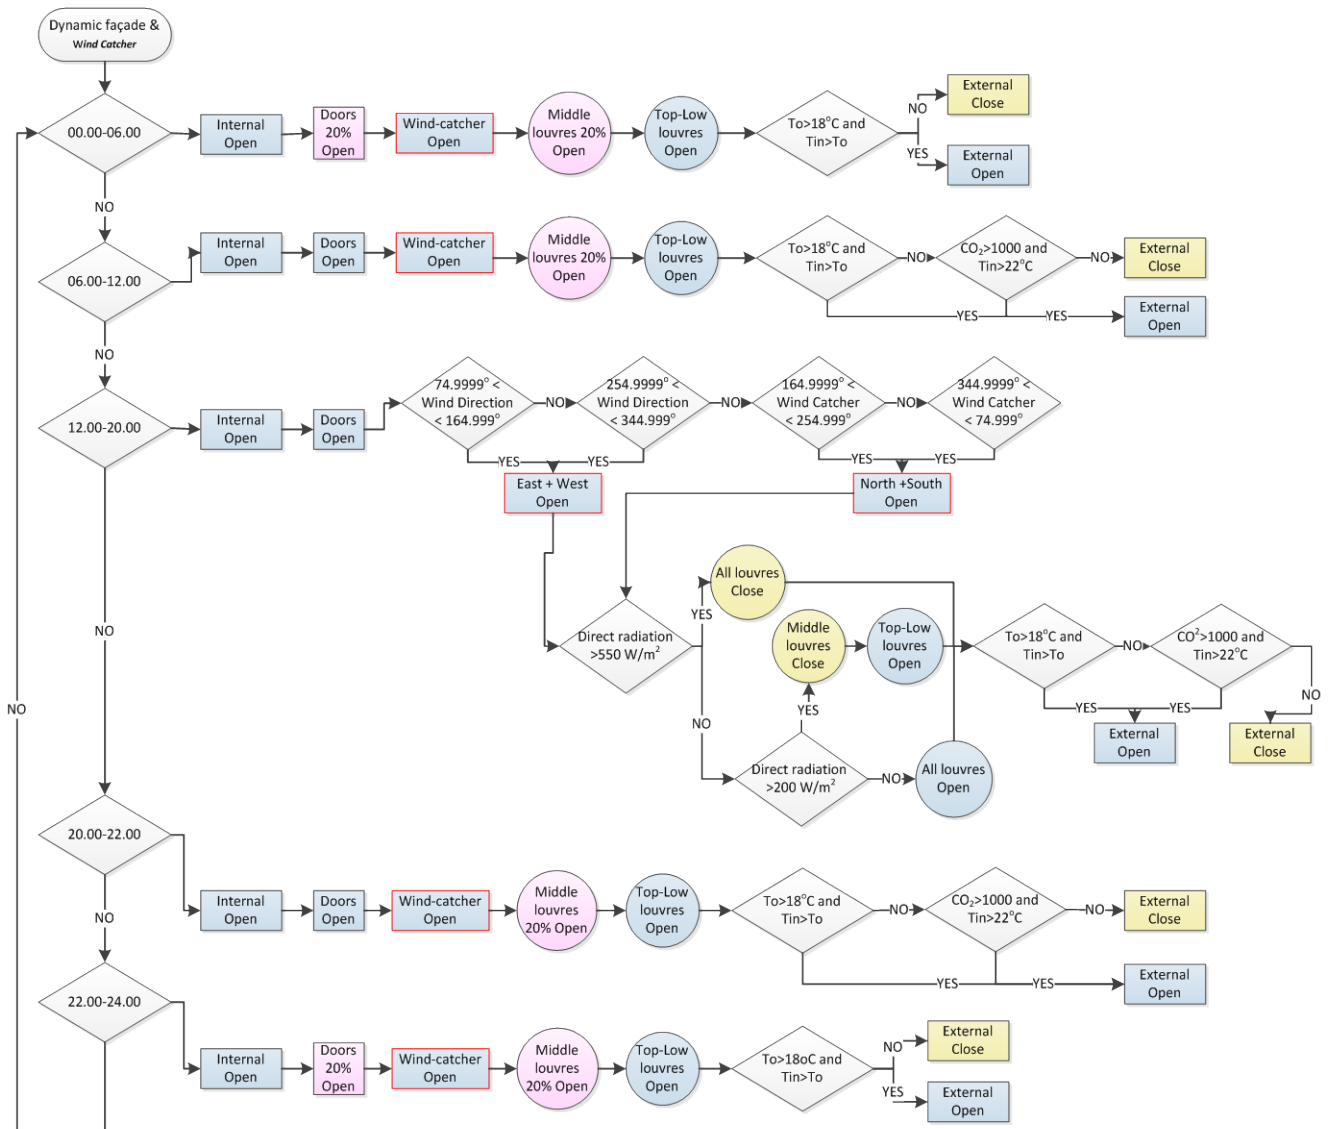 Dynamic façade &
Wind Catcher
00.00-06.00
Internal
Open
Doors
20%
Open
Wind-catcher
Open
Middle
louvres 20%
Open
Top-Low
louvres
Open
To>18°C and
Tin>To
NO
YES
External
Close
External
Open
NO
06.00-12.00
Internal
Open
Doors
Open
Wind-catcher
Open
Middle
louvres 20%
Open
Top-Low
louvres
Open
To>18°C and
Tin>To
NO
CO₂>1000 and
Tin>22°C
NO
External
Close
YES
YES
External
Open
NO
12.00-20.00
Internal
Open
Doors
Open
74.9999° <
Wind Direction
< 164.999°
NO
254.9999° <
Wind Direction
< 344.999°
NO
164.9999° <
Wind Catcher
< 254.999°
NO
344.9999° <
Wind Catcher
< 74.999°
YES
YES
YES
YES
East + West
Open
North +South
Open
Direct radiation
>550 W/m²
YES
All louvres
Close
NO
Middle
louvres
Close
Top-Low
louvres
Open
To>18°C and
Tin>To
NO
CO²>1000 and
Tin>22°C
NO
YES
YES
YES
External
Open
External
Close
Direct radiation
>200 W/m²
NO
All louvres
Open
NO
NO
20.00-22.00
Internal
Open
Doors
Open
Wind-catcher
Open
Middle
louvres
20% Open
Top-Low
louvres
Open
To>18°C and
Tin>To
NO
CO₂>1000 and
Tin>22°C
NO
External
Close
YES
YES
External
Open
NO
22.00-24.00
Internal
Open
Doors
20%
Open
Wind-catcher
Open
Middle
louvres
20% Open
Top-Low
louvres
Open
To>18oC and
Tin>To
NO
YES
External
Close
External
Open